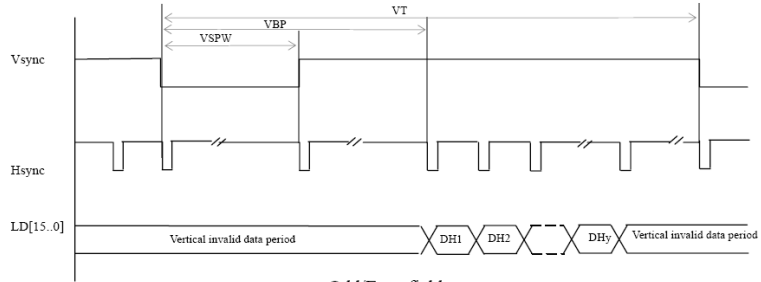 VT
VBP
VSPW
Vsync
Hsync
LD[15..0]
Vertical invalid data period
DH1
DH2
DHy
Vertical invalid data period